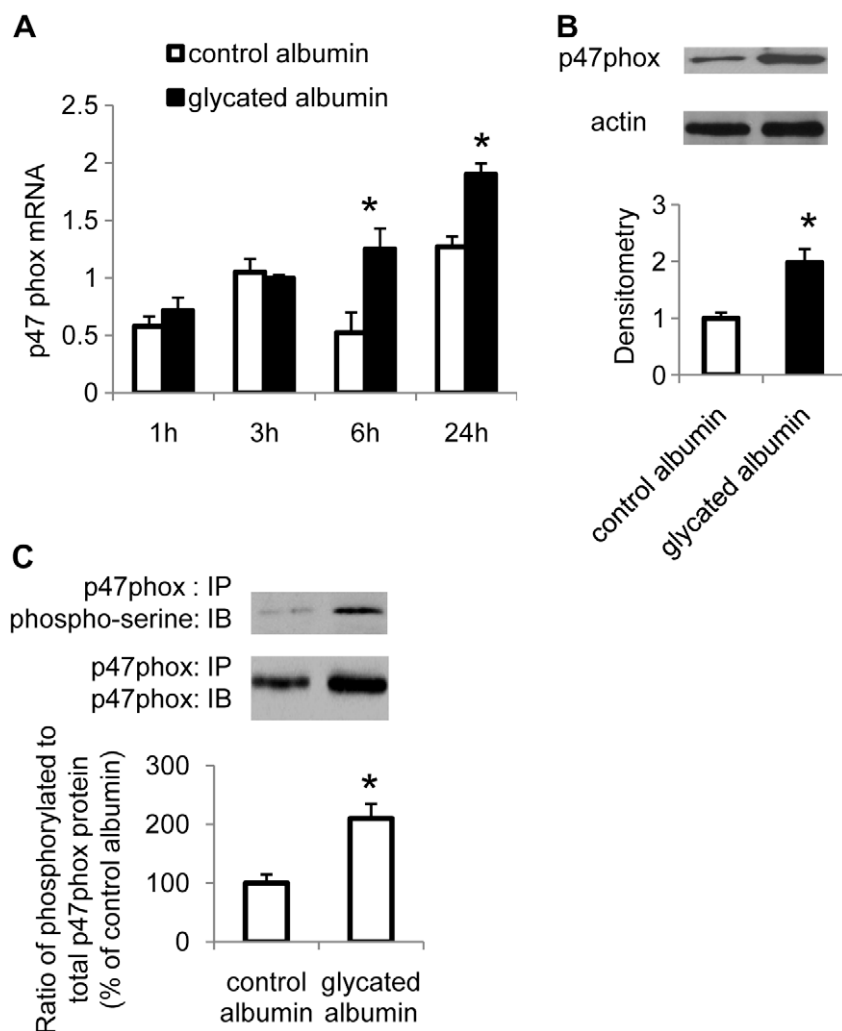 A
control albumin
glycated albumin
p47 phox mRNA
2.5
2
1.5
1
0.5
0
*
*
1h 3h 6h 24h
B
p47phox
actin
Densitometry
3
2
1
0
*
control albumin
glycated albumin
C
p47phox : IP
phospho-serine: IB
p47phox: IP
p47phox: IB
Ratio of phosphorylated to
total p47phox protein
(% of control albumin)
300
200
100
0
*
control glycated
albumin albumin